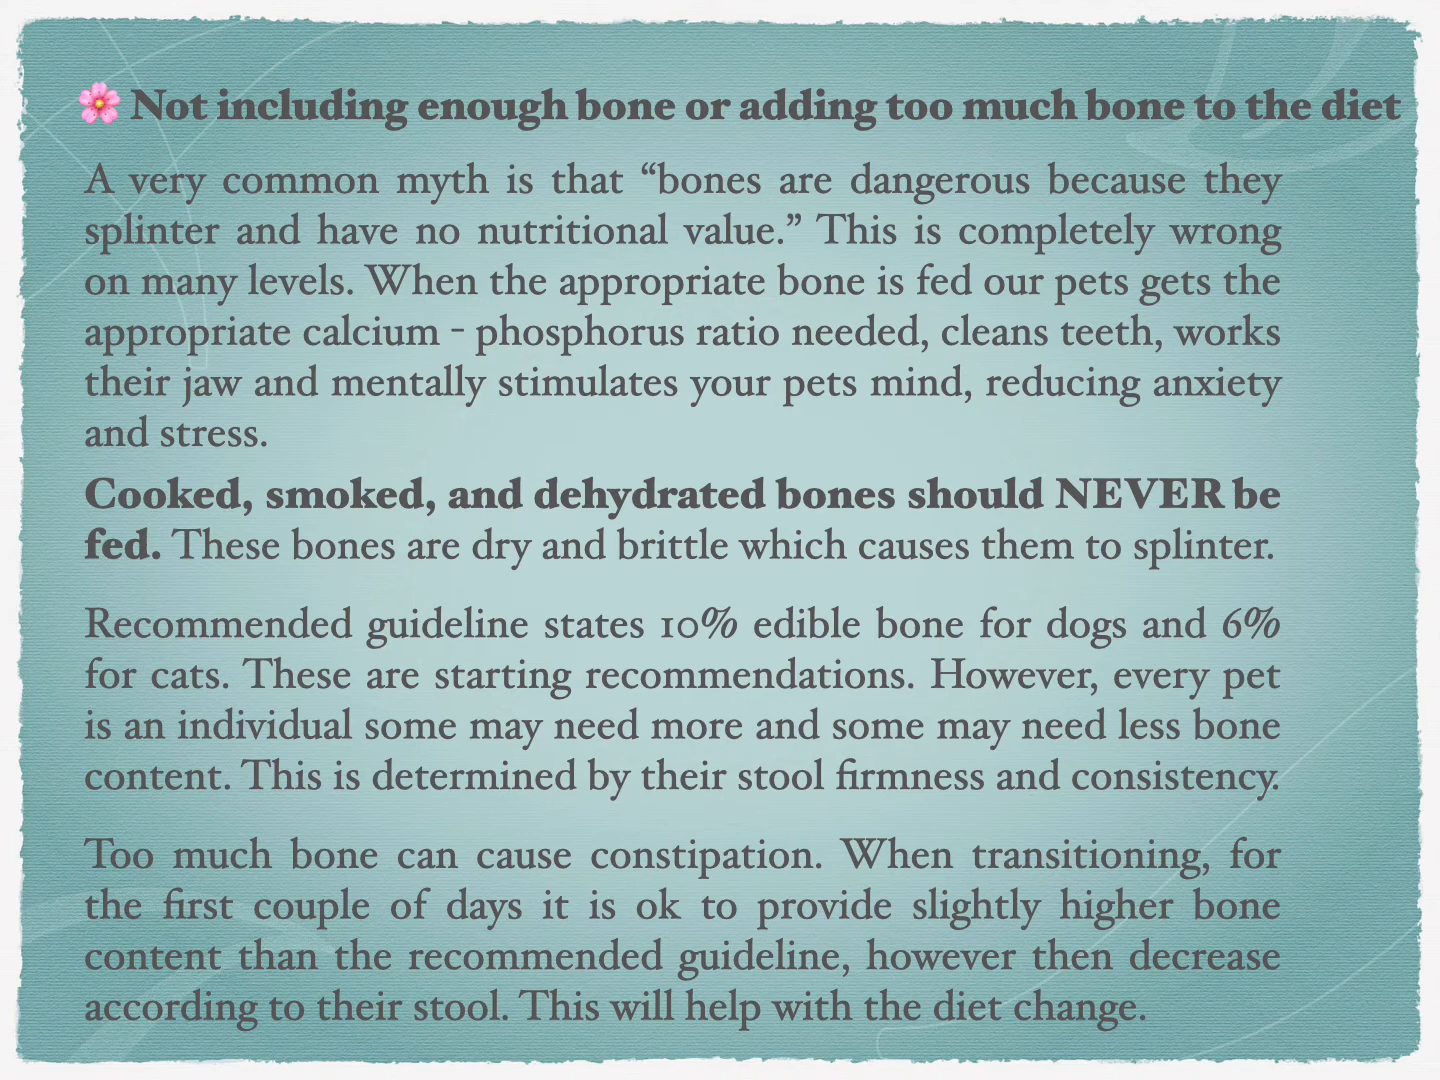 🌸 Not including enough bone or adding too much bone to the diet
A very common myth is that “bones are dangerous because they
splinter and have no nutritional value.” This is completely wrong
on many levels. When the appropriate bone is fed our pets gets the
appropriate calcium - phosphorus ratio needed, cleans teeth, works
their jaw and mentally stimulates your pets mind, reducing anxiety
and stress.
Cooked, smoked, and dehydrated bones should NEVER be
fed. These bones are dry and brittle which causes them to splinter.
Recommended guideline states 10% edible bone for dogs and 6%
for cats. These are starting recommendations. However, every pet
is an individual some may need more and some may need less bone
content. This is determined by their stool firmness and consistency.
Too much bone can cause constipation. When transitioning, for
the first couple of days it is ok to provide slightly higher bone
content than the recommended guideline, however then decrease
according to their stool. This will help with the diet change.